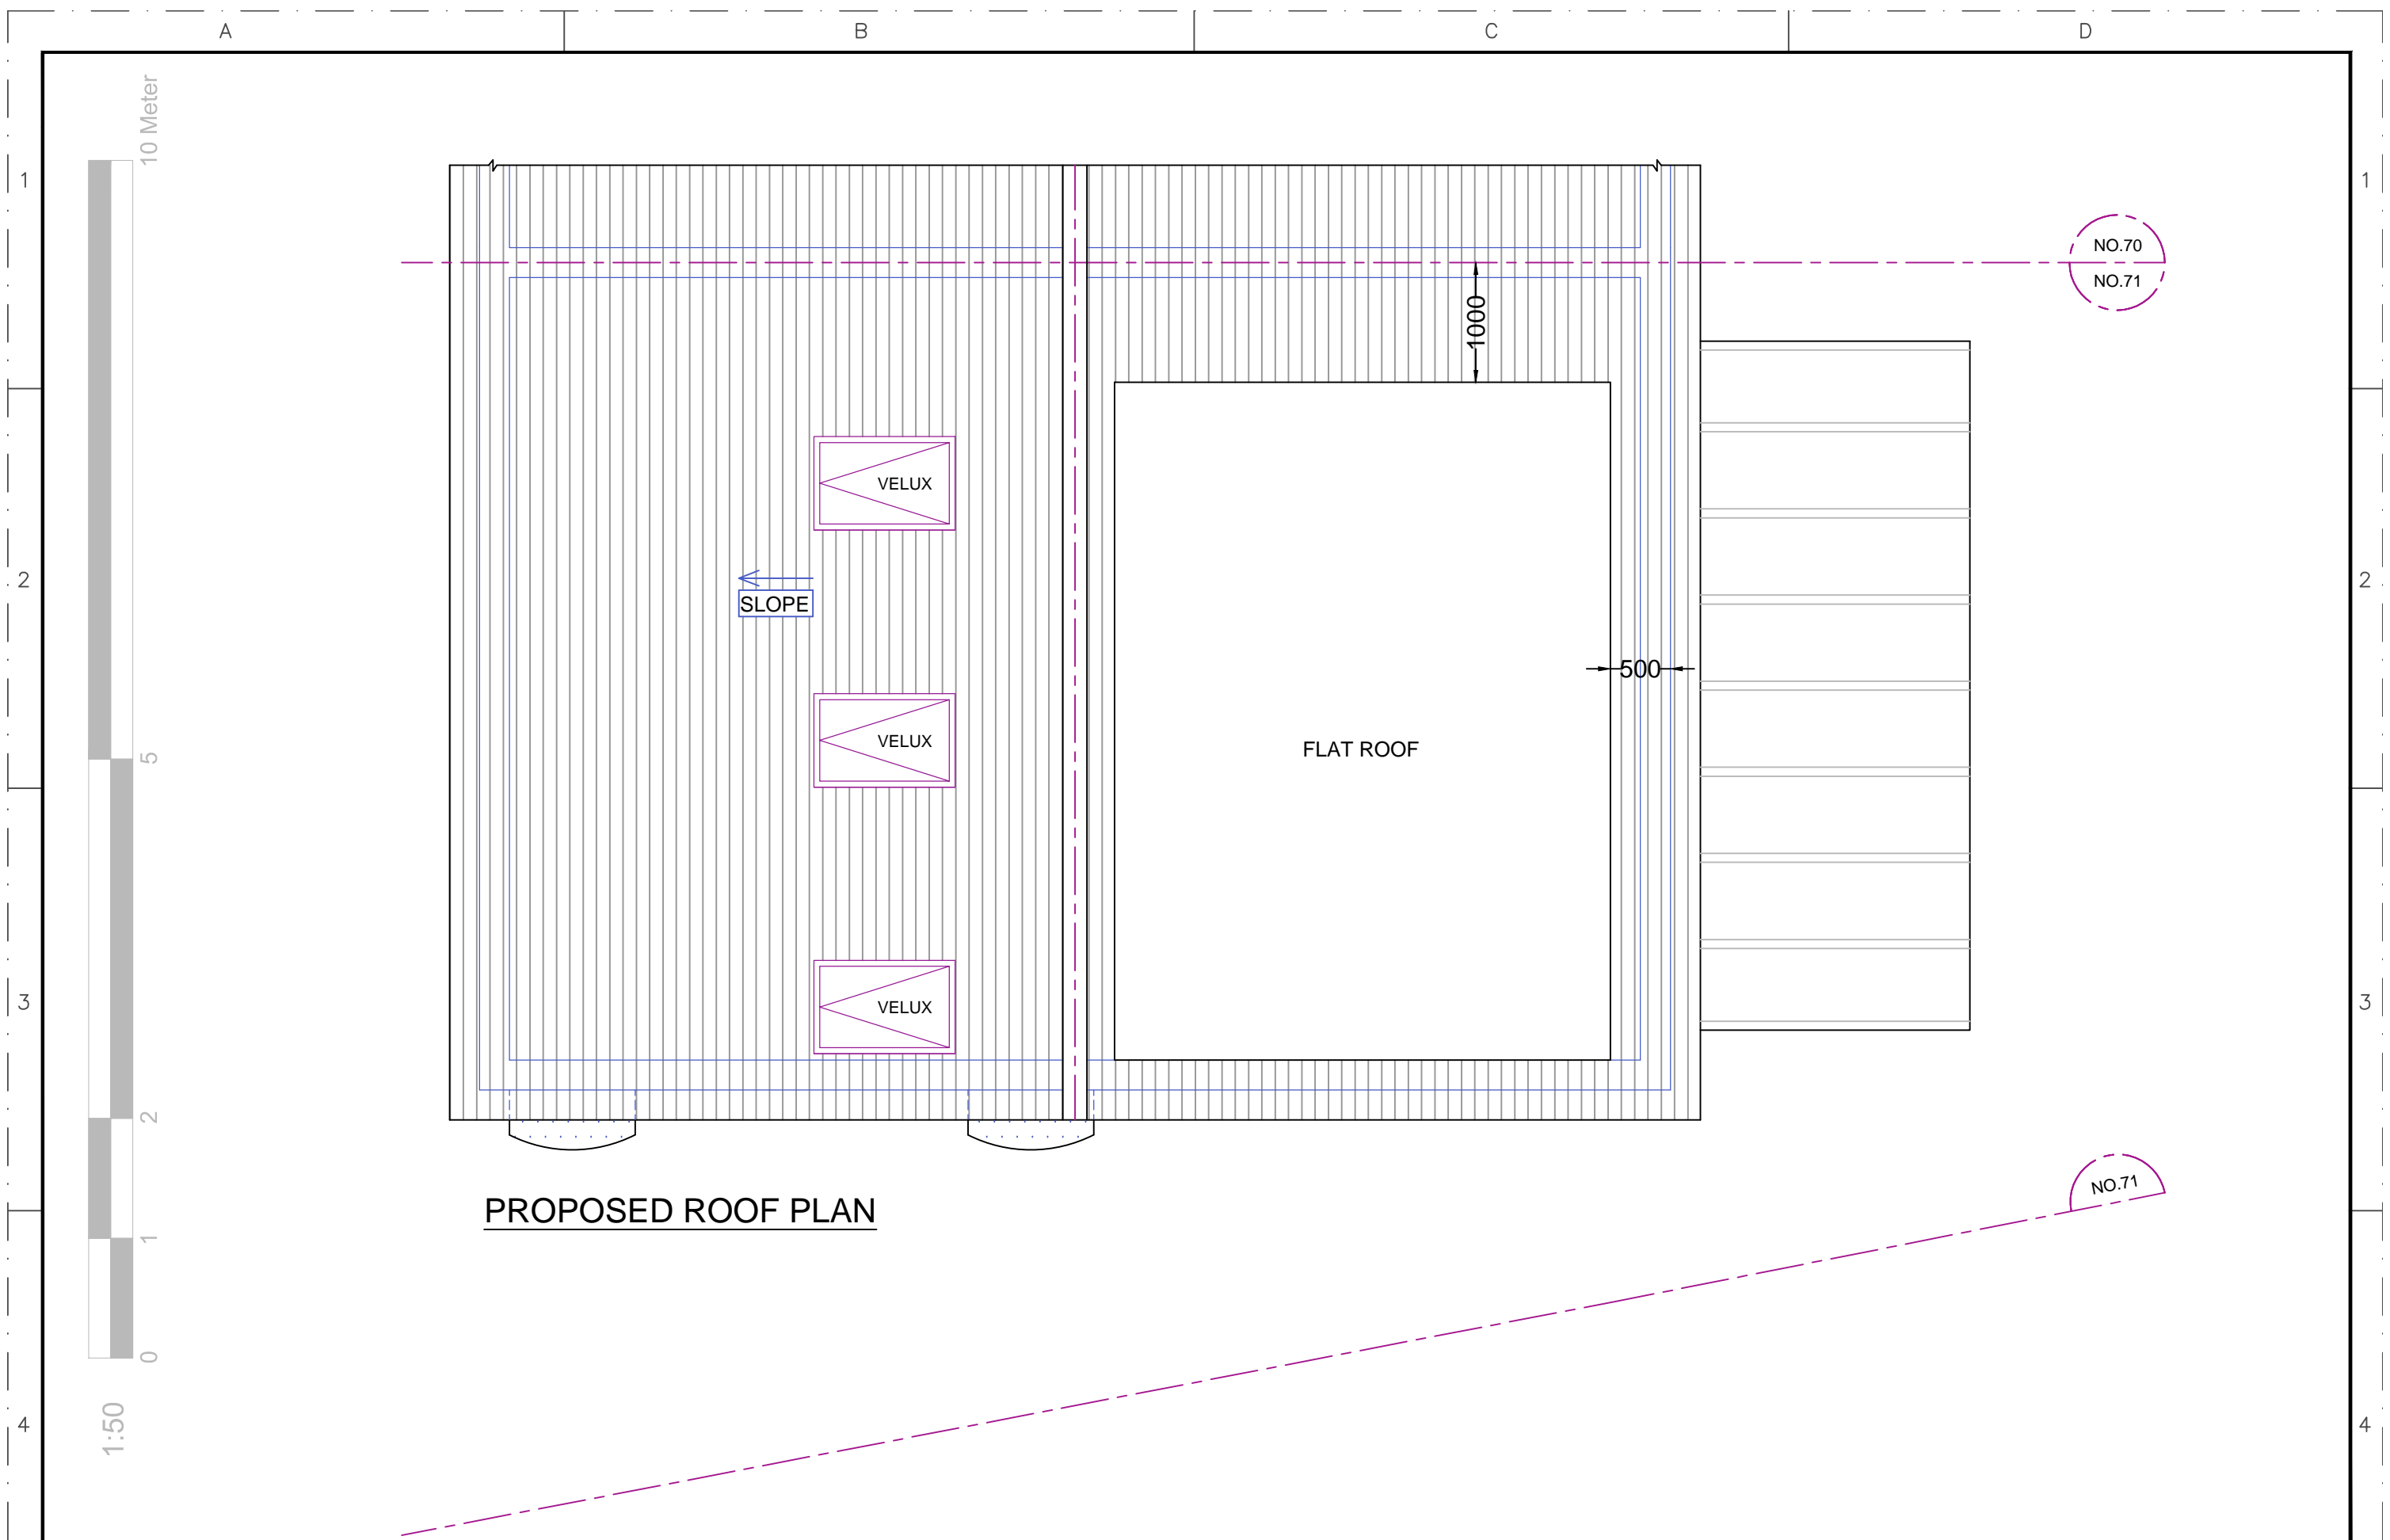 A
B
C
D
10 Meter
1
1
NO.70
NO.71
1000
VELUX
2
2
SLOPE
500
VELUX
FLAT ROOF
5
3
3
VELUX
2
NO.71
PROPOSED ROOF PLAN
1
0
1:50
4
4